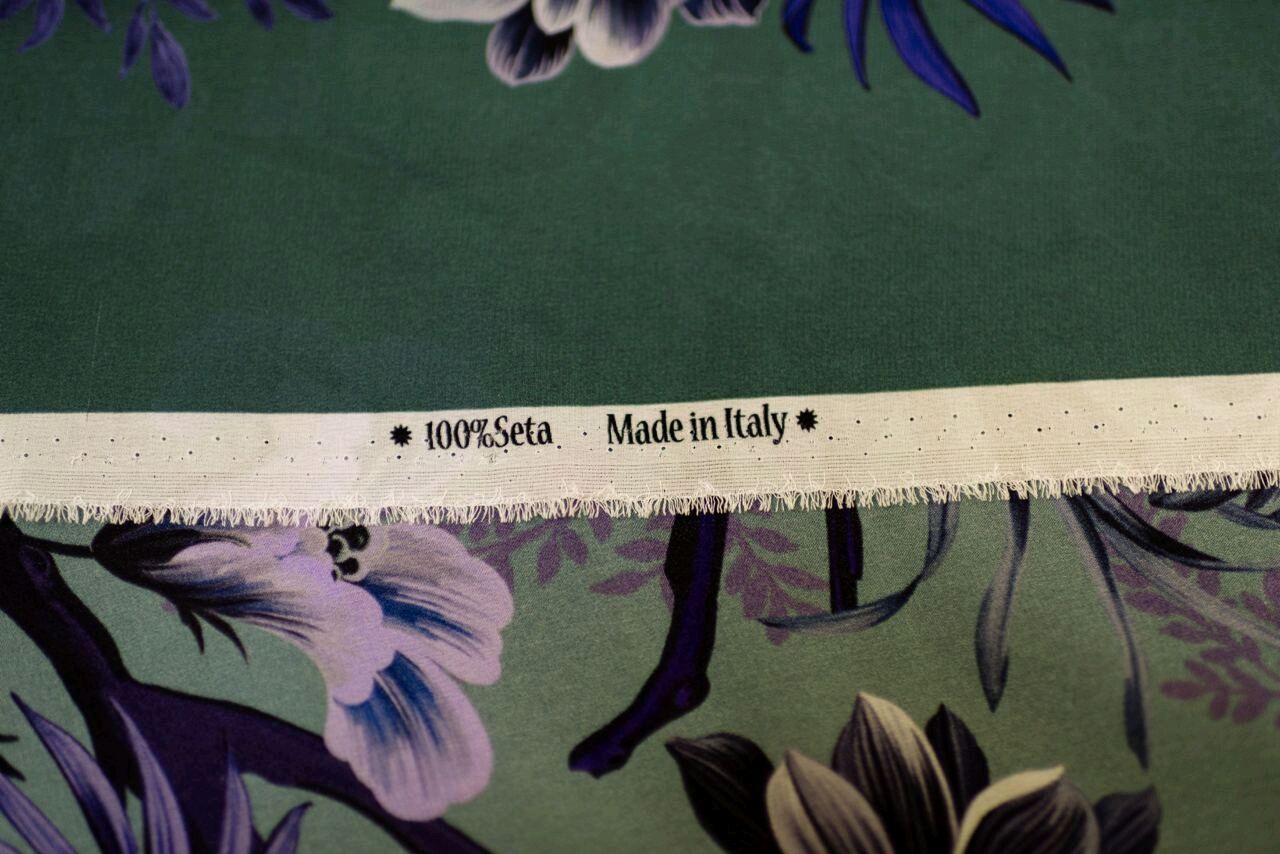 ✹ 100%Seta Made in Italy ✹